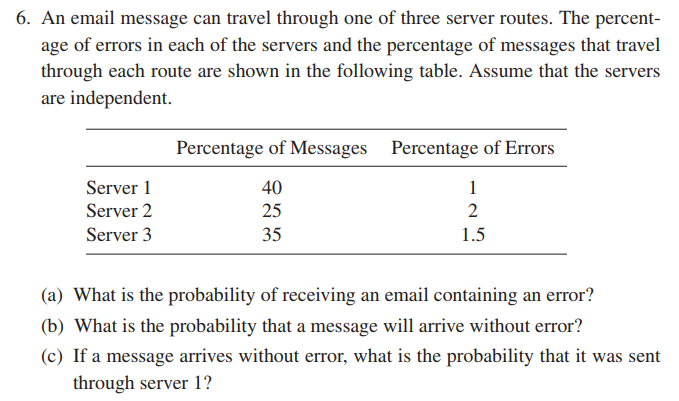 6. An email message can travel through one of three server routes. The percent-
age of errors in each of the servers and the percentage of messages that travel
through each route are shown in the following table. Assume that the servers
are independent.
Percentage of Messages Percentage of Errors
Server 1 40 1
Server 2 25 2
Server 3 35 1.5
(a) What is the probability of receiving an email containing an error?
(b) What is the probability that a message will arrive without error?
(c) If a message arrives without error, what is the probability that it was sent
through server 1?